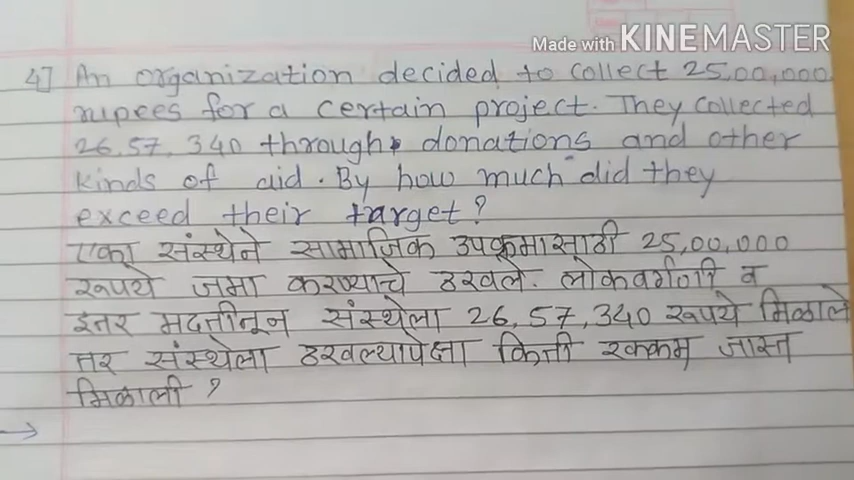 Made with KINEMASTER
4] An organization decided to collect 25,00,000
rupees for a certain project. They collected
26,57,340 through donations and other
kinds of aid. By how much did they
exceed their target?
एका संस्थेने सामाजिक उपक्रमासाठी 25,00,000
रूपये जमा करण्याचे ठरवले. लोकवर्गणी व
इतर मदतीतून संस्थेला 26,57,340 रूपये मिळाले
तर संस्थेला ठरवल्यापेक्षा किती रक्कम जास्त
मिळाली ?
→